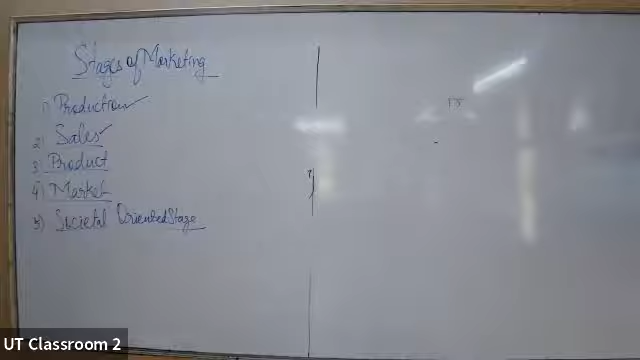 Stages of Marketing
1) Production
2) Sales
3) Product
4) Market
5) Societal Oriented Stage
UT Classroom 2